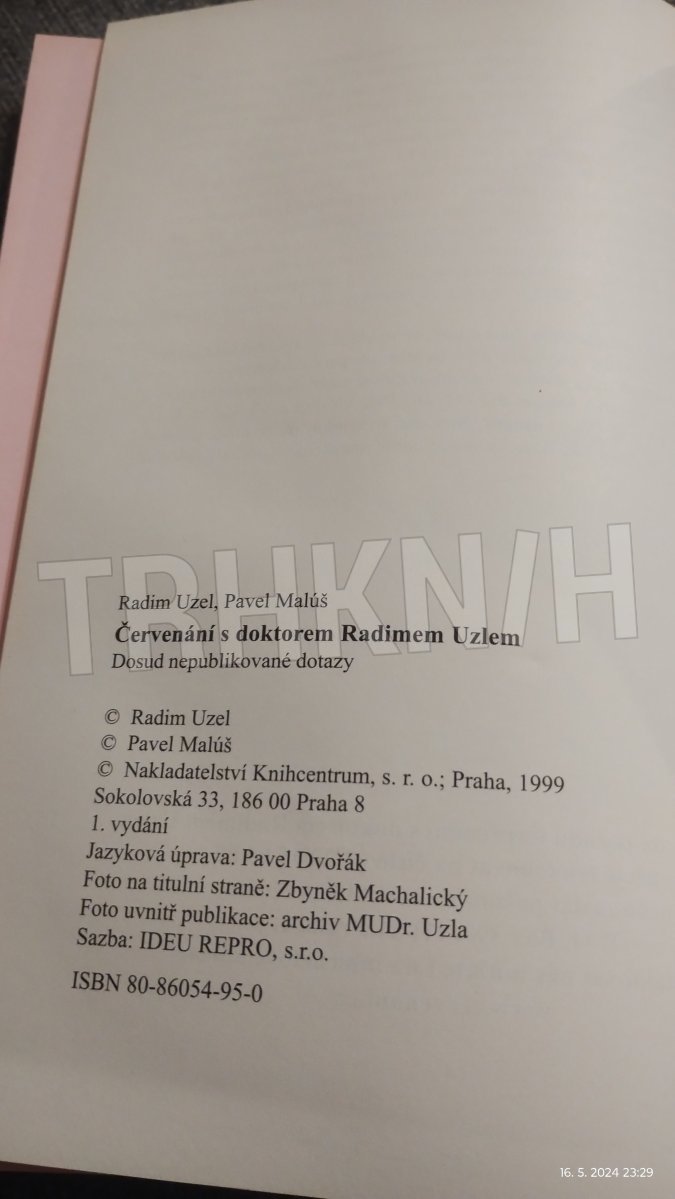 TRHKN/H
Radim Uzel, Pavel Malúš
Červenání s doktorem Radimem Uzlem
Dosud nepublikované dotazy
© Radim Uzel
© Pavel Malúš
© Nakladatelství Knihcentrum, s. r. o.; Praha, 1999
Sokolovská 33, 186 00 Praha 8
1. vydání
Jazyková úprava: Pavel Dvořák
Foto na titulní straně: Zbyněk Machalický
Foto uvnitř publikace: archiv MUDr. Uzla
Sazba: IDEU REPRO, s.r.o.
ISBN 80-86054-95-0
16. 5. 2024 23:29